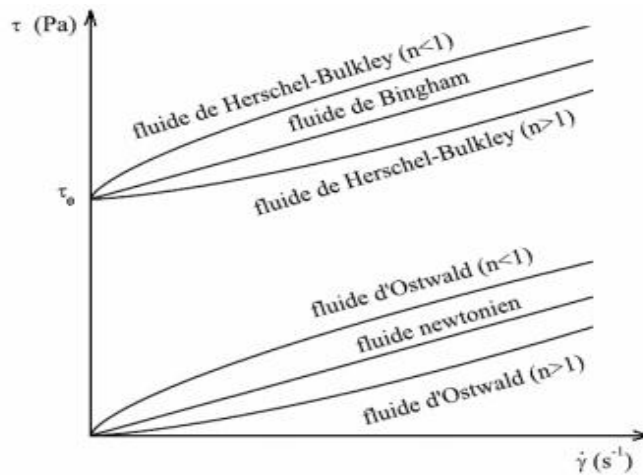 τ (Pa)
fluide de Herschel-Bulkley (n<1)
fluide de Bingham
fluide de Herschel-Bulkley (n>1)
τ₀
fluide d'Ostwald (n<1)
fluide newtonien
fluide d'Ostwald (n>1)
γ̇ (s⁻¹)